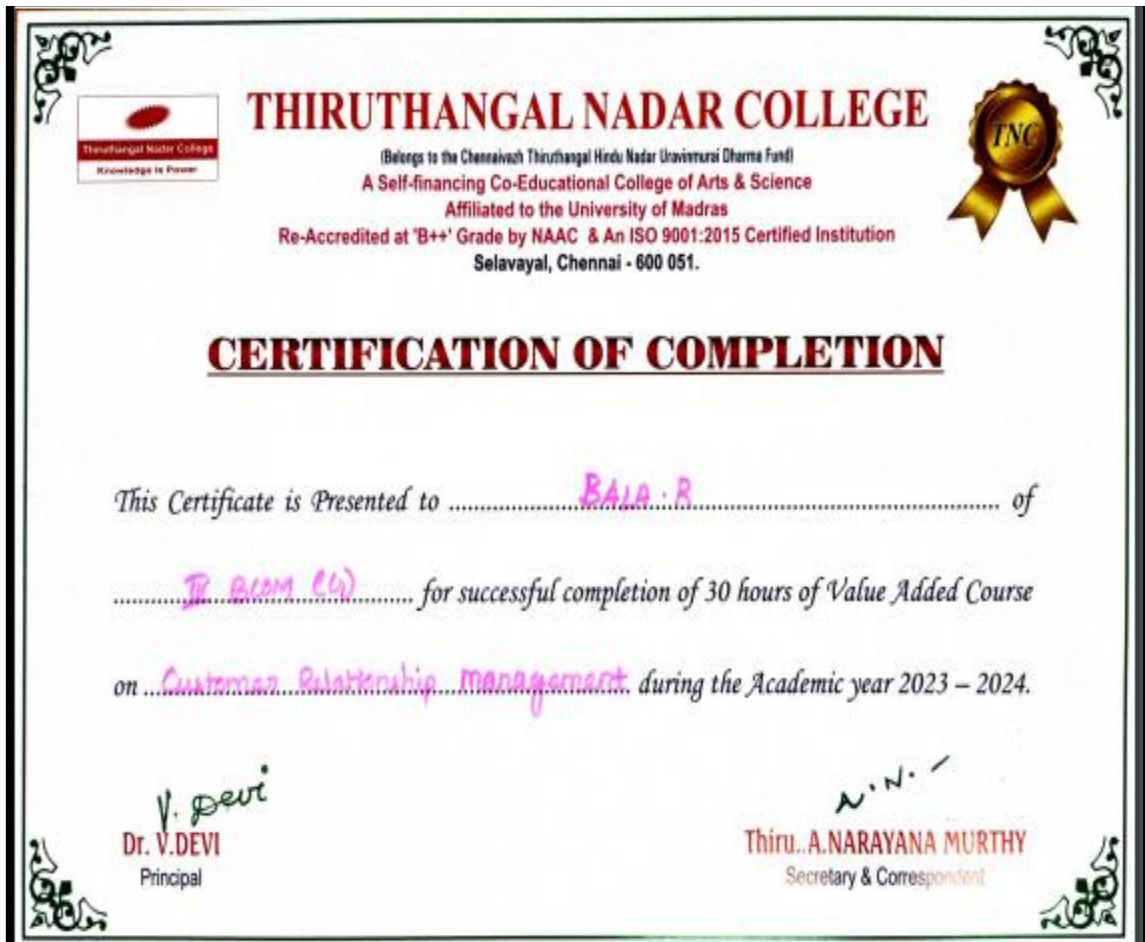 Thiruthangal Nadar College
Knowledge is Power
THIRUTHANGAL NADAR COLLEGE
TNC
(Belongs to the Chennaivazh Thiruthangal Hindu Nadar Uravinmurai Dharma Fund)
A Self-financing Co-Educational College of Arts & Science
Affiliated to the University of Madras
Re-Accredited at 'B++' Grade by NAAC & An ISO 9001:2015 Certified Institution
Selavayal, Chennai - 600 051.
CERTIFICATION OF COMPLETION
This Certificate is Presented to BALA.R of
BCOM for successful completion of 30 hours of Value Added Course
on Customer Relationship management during the Academic year 2023 – 2024.
V. Devi
N.N.
Dr. V.DEVI
Thiru. A.NARAYANA MURTHY
Principal
Secretary & Correspondent